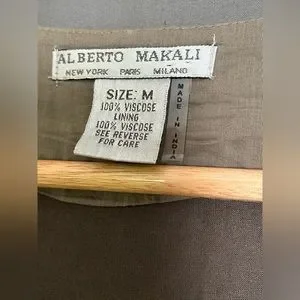 ALBERTO MAKALI
NEW YORK PARIS MILANO
SIZE: M
100% VISCOSE
LINING
100% VISCOSE
SEE REVERSE
FOR CARE
MADE IN INDIA